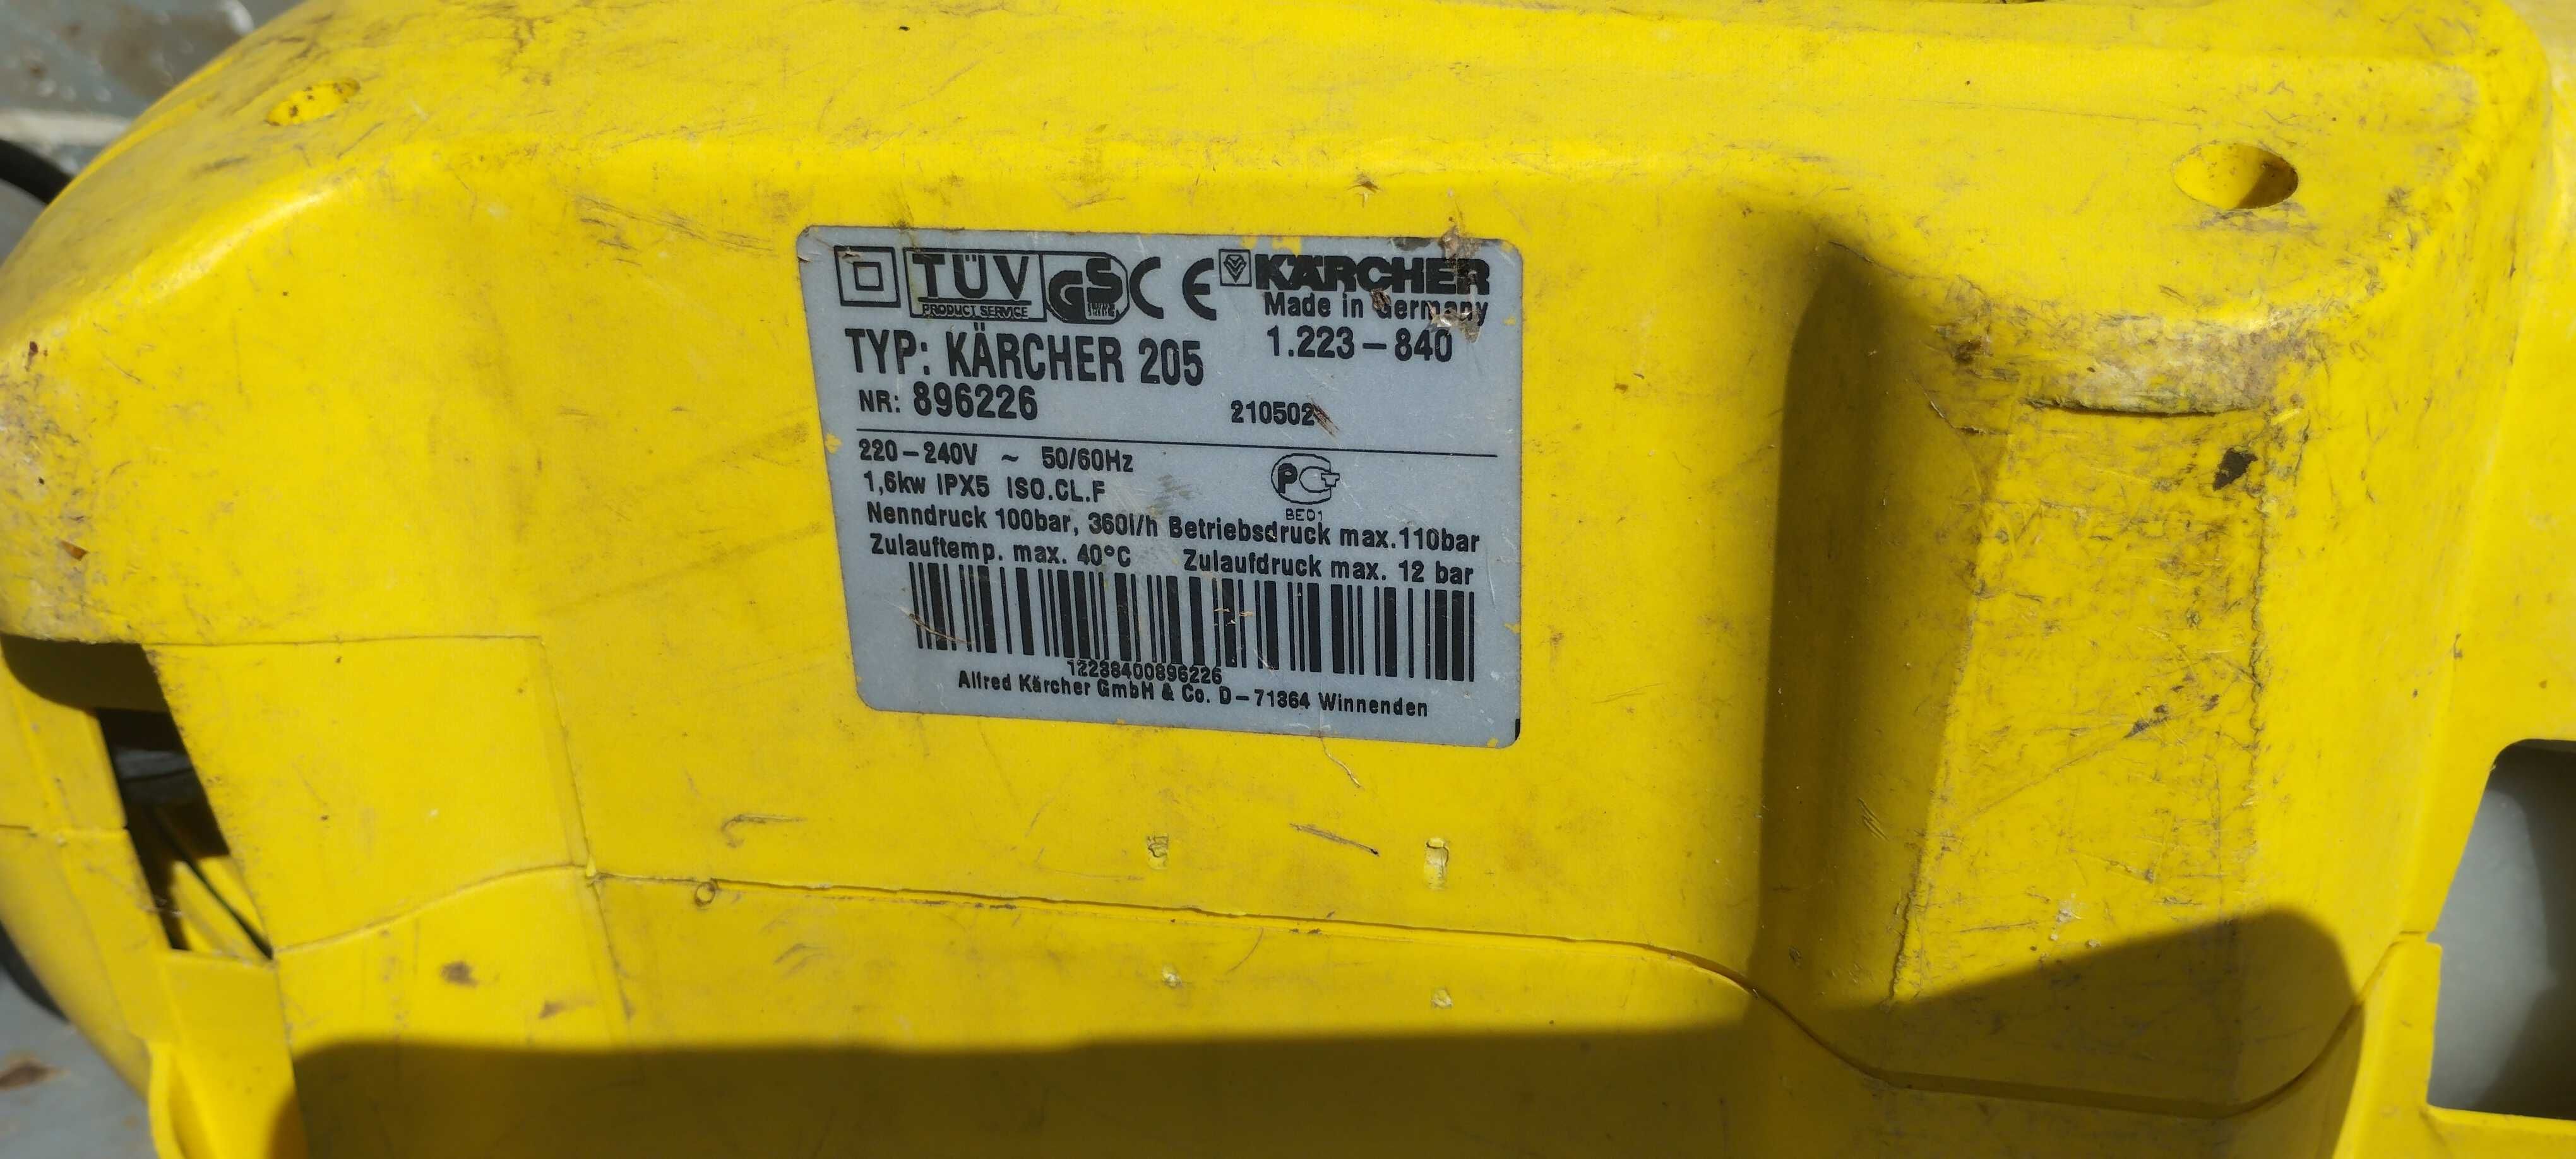 TÜV PRODUCT SERVICE GS CE KÄRCHER
Made in Germany
TYP: KÄRCHER 205 1.223-840
NR: 896226 210502
220-240V ~ 50/60Hz
1,6kw IPX5 ISO.CL.F PC
BE01
Nenndruck 100bar, 360l/h Betriebsdruck max.110bar
Zulauftemp. max. 40°C Zulaufdruck max. 12 bar
12238400896226
Alfred Kärcher GmbH & Co. D-71364 Winnenden